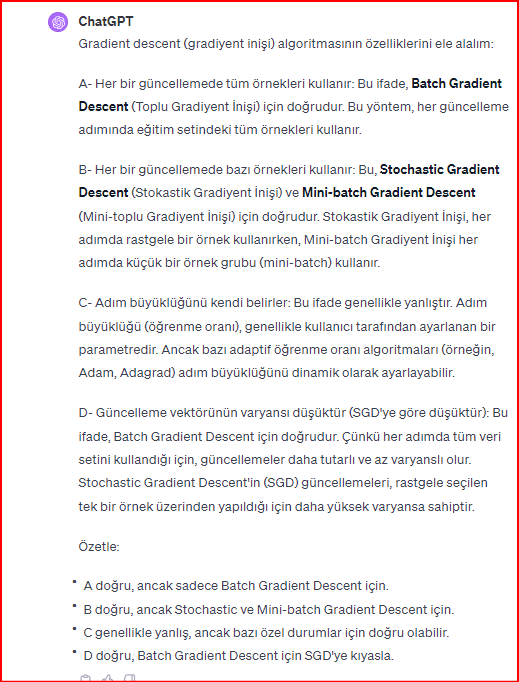 ChatGPT
Gradient descent (gradiyent inişi) algoritmasının özelliklerini ele alalım:
A- Her bir güncellemede tüm örnekleri kullanır: Bu ifade, Batch Gradient
Descent (Toplu Gradiyent İnişi) için doğrudur. Bu yöntem, her güncelleme
adımında eğitim setindeki tüm örnekleri kullanır.
B- Her bir güncellemede bazı örnekleri kullanır: Bu, Stochastic Gradient
Descent (Stokastik Gradiyent İnişi) ve Mini-batch Gradient Descent
(Mini-toplu Gradiyent İnişi) için doğrudur. Stokastik Gradiyent İnişi, her
adımda rastgele bir örnek kullanırken, Mini-batch Gradiyent İnişi her
adımda küçük bir örnek grubu (mini-batch) kullanır.
C- Adım büyüklüğünü kendi belirler: Bu ifade genellikle yanlıştır. Adım
büyüklüğü (öğrenme oranı), genellikle kullanıcı tarafından ayarlanan bir
parametredir. Ancak bazı adaptif öğrenme oranı algoritmaları (örneğin,
Adam, Adagrad) adım büyüklüğünü dinamik olarak ayarlayabilir.
D- Güncelleme vektörünün varyansı düşüktür (SGD'ye göre düşüktür): Bu
ifade, Batch Gradient Descent için doğrudur. Çünkü her adımda tüm veri
setini kullandığı için, güncellemeler daha tutarlı ve az varyanslı olur.
Stochastic Gradient Descent'in (SGD) güncellemeleri, rastgele seçilen
tek bir örnek üzerinden yapıldığı için daha yüksek varyansa sahiptir.
Özetle:
• A doğru, ancak sadece Batch Gradient Descent için.
• B doğru, ancak Stochastic ve Mini-batch Gradient Descent için.
• C genellikle yanlış, ancak bazı özel durumlar için doğru olabilir.
• D doğru, Batch Gradient Descent için SGD'ye kıyasla.